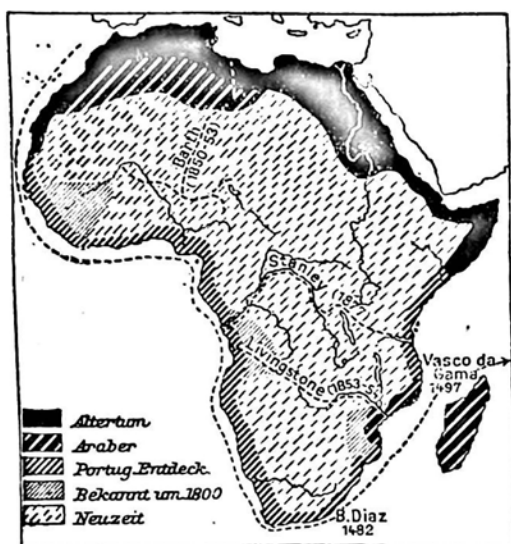 Barth
(1850-53)
Stanley 1877
Livingstone (1853-56)
Vasco da
Gama
1497
Altertum
Araber
Portug. Entdeck.
Bekannt um 1800
Neuzeit
B. Diaz
1482